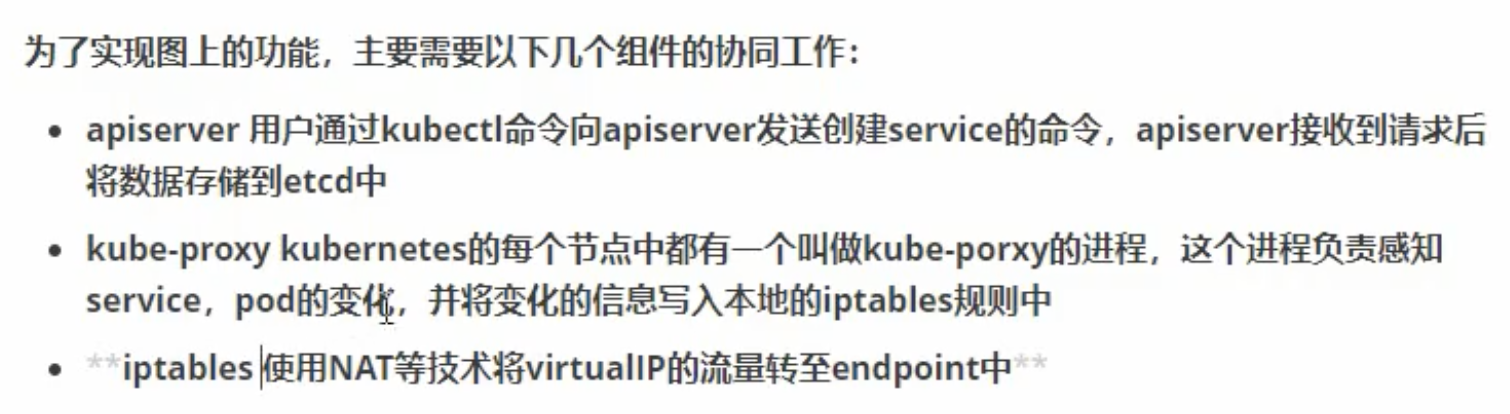 为了实现图上的功能，主要需要以下几个组件的协同工作：
• apiserver 用户通过kubectl命令向apiserver发送创建service的命令，apiserver接收到请求后
将数据存储到etcd中
• kube-proxy kubernetes的每个节点中都有一个叫做kube-porxy的进程，这个进程负责感知
service，pod的变化，并将变化的信息写入本地的iptables规则中
• **iptables 使用NAT等技术将virtualIP的流量转至endpoint中**